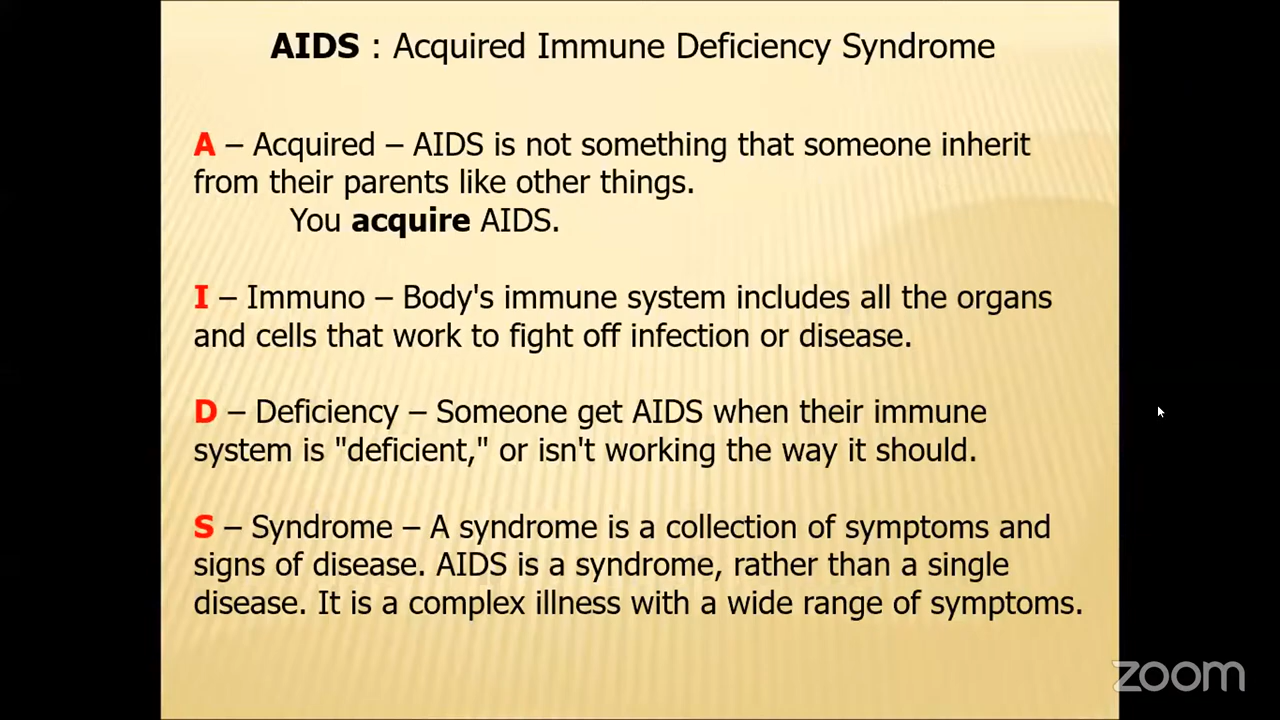 AIDS : Acquired Immune Deficiency Syndrome
A – Acquired – AIDS is not something that someone inherit
from their parents like other things.
You acquire AIDS.
I – Immuno – Body's immune system includes all the organs
and cells that work to fight off infection or disease.
D – Deficiency – Someone get AIDS when their immune
system is "deficient," or isn't working the way it should.
S – Syndrome – A syndrome is a collection of symptoms and
signs of disease. AIDS is a syndrome, rather than a single
disease. It is a complex illness with a wide range of symptoms.
zoom